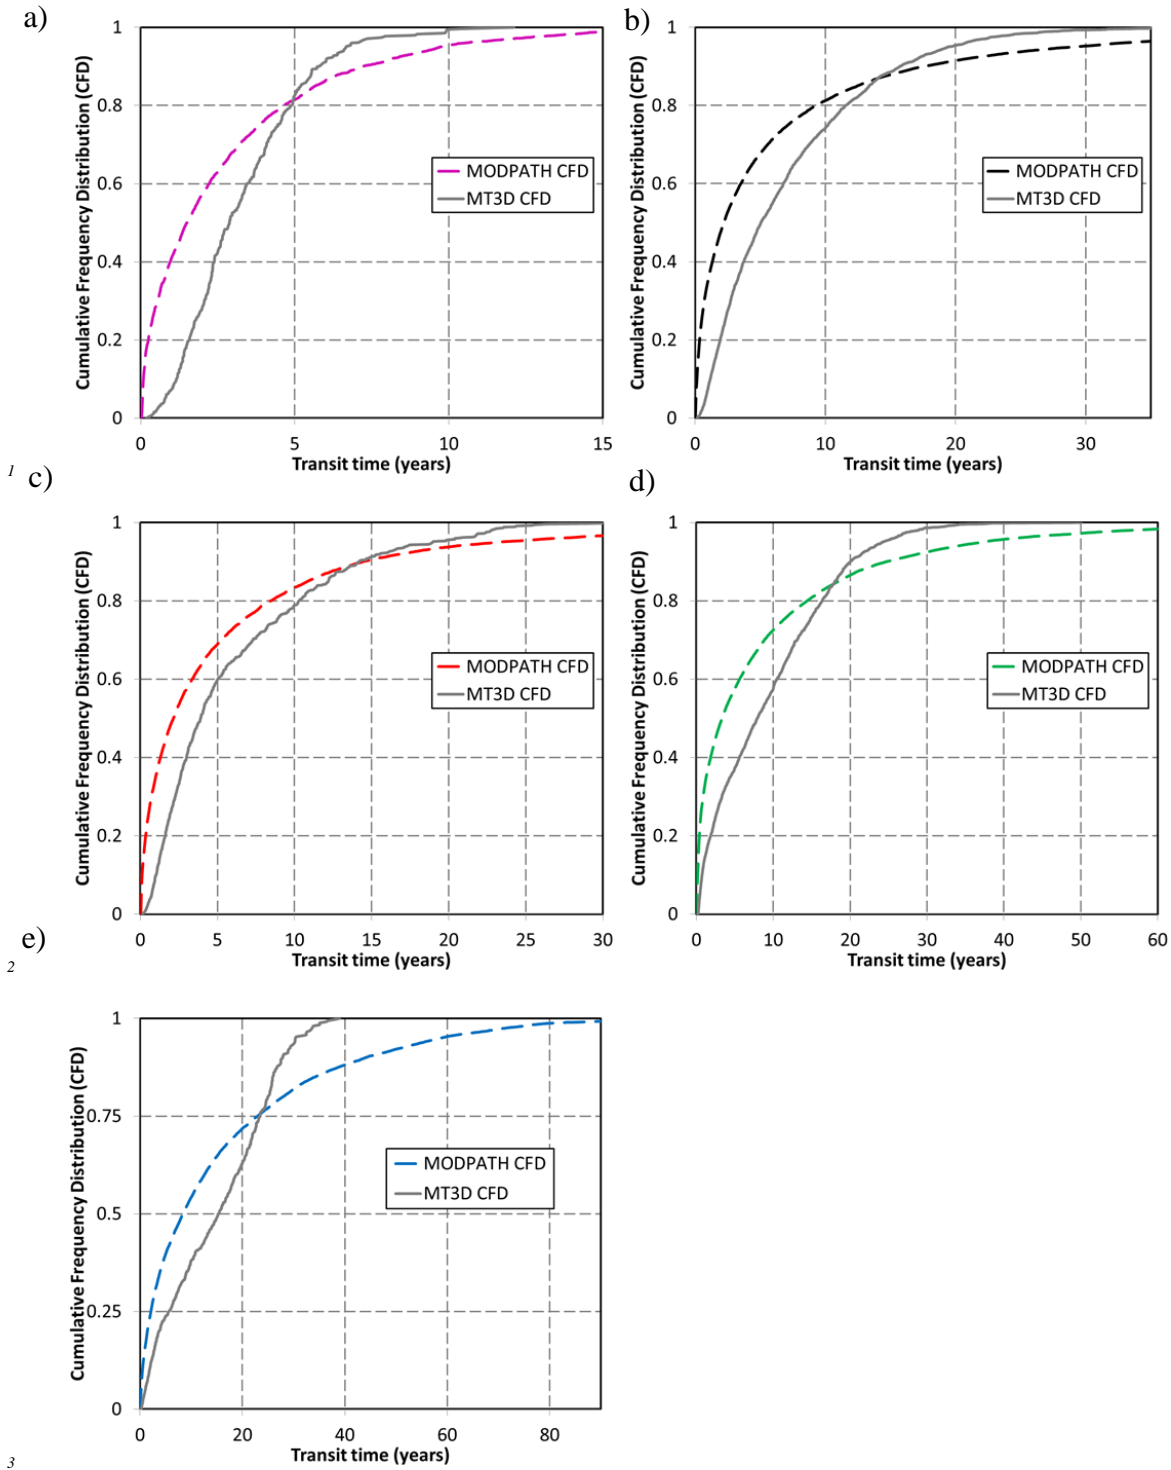 a)
Cumulative Frequency Distribution (CFD)
1
0.8
0.6
0.4
0.2
0
0 5 10 15
Transit time (years)
MODPATH CFD
MT3D CFD
b)
Cumulative Frequency Distribution (CFD)
1
0.8
0.6
0.4
0.2
0
0 10 20 30
Transit time (years)
MODPATH CFD
MT3D CFD
1
c)
Cumulative Frequency Distribution (CFD)
1
0.8
0.6
0.4
0.2
0
0 5 10 15 20 25 30
Transit time (years)
MODPATH CFD
MT3D CFD
d)
Cumulative Frequency Distribution (CFD)
1
0.8
0.6
0.4
0.2
0
0 10 20 30 40 50 60
Transit time (years)
MODPATH CFD
MT3D CFD
2
e)
Cumulative Frequency Distribution (CFD)
1
0.75
0.5
0.25
0
0 20 40 60 80
Transit time (years)
MODPATH CFD
MT3D CFD
3